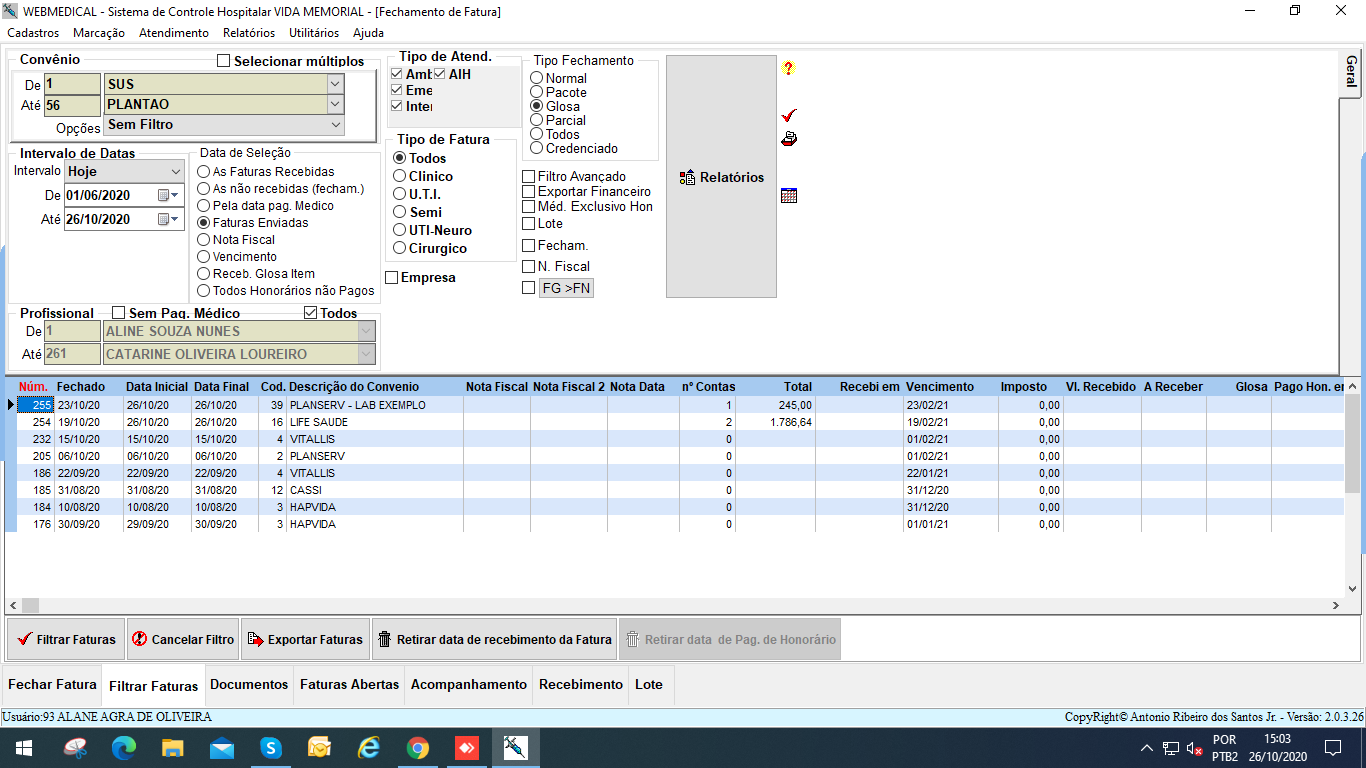 WEBMEDICAL - Sistema de Controle Hospitalar VIDA MEMORIAL - [Fechamento de Fatura]
Cadastros Marcação Atendimento Relatórios Utilitários Ajuda
Convênio Selecionar múltiplos
De 1 SUS
Até 56 PLANTAO
Opções Sem Filtro
Intervalo de Datas
Intervalo Hoje
De 01/06/2020
Até 26/10/2020
Data de Seleção
As Faturas Recebidas
As não recebidas (fecham.)
Pela data pag. Medico
Faturas Enviadas
Nota Fiscal
Vencimento
Receb. Glosa Item
Todos Honorários não Pagos
Profissional Sem Pag. Médico Todos
De 1 ALINE SOUZA NUNES
Até 261 CATARINE OLIVEIRA LOUREIRO
Tipo de Atend.
Amb AIH
Eme
Inter
Tipo de Fatura
Todos
Clinico
U.T.I.
Semi
UTI-Neuro
Cirurgico
Empresa
Tipo Fechamento
Normal
Pacote
Glosa
Parcial
Todos
Credenciado
Filtro Avançado
Exportar Financeiro
Méd. Exclusivo Hon
Lote
Fecham.
N. Fiscal
FG >FN
Relatórios
Geral
Núm. Fechado Data Inicial Data Final Cod. Descrição do Convenio Nota Fiscal Nota Fiscal 2 Nota Data nº Contas Total Recebi em Vencimento Imposto Vl. Recebido A Receber Glosa Pago Hon. en
255 23/10/20 26/10/20 26/10/20 39 PLANSERV - LAB EXEMPLO 1 245,00 23/02/21 0,00
254 19/10/20 26/10/20 26/10/20 16 LIFE SAUDE 2 1.786,64 19/02/21 0,00
232 15/10/20 15/10/20 15/10/20 4 VITALLIS 0 01/02/21 0,00
205 06/10/20 06/10/20 06/10/20 2 PLANSERV 0 01/02/21 0,00
186 22/09/20 22/09/20 22/09/20 4 VITALLIS 0 22/01/21 0,00
185 31/08/20 31/08/20 31/08/20 12 CASSI 0 31/12/20 0,00
184 10/08/20 10/08/20 10/08/20 3 HAPVIDA 0 31/12/20 0,00
176 30/09/20 29/09/20 30/09/20 3 HAPVIDA 0 01/01/21 0,00
Filtrar Faturas Cancelar Filtro Exportar Faturas Retirar data de recebimento da Fatura Retirar data de Pag. de Honorário
Fechar Fatura Filtrar Faturas Documentos Faturas Abertas Acompanhamento Recebimento Lote
Usuário:93 ALANE AGRA DE OLIVEIRA CopyRight© Antonio Ribeiro dos Santos Jr. - Versão: 2.0.3.26
POR 15:03
PTB2 26/10/2020